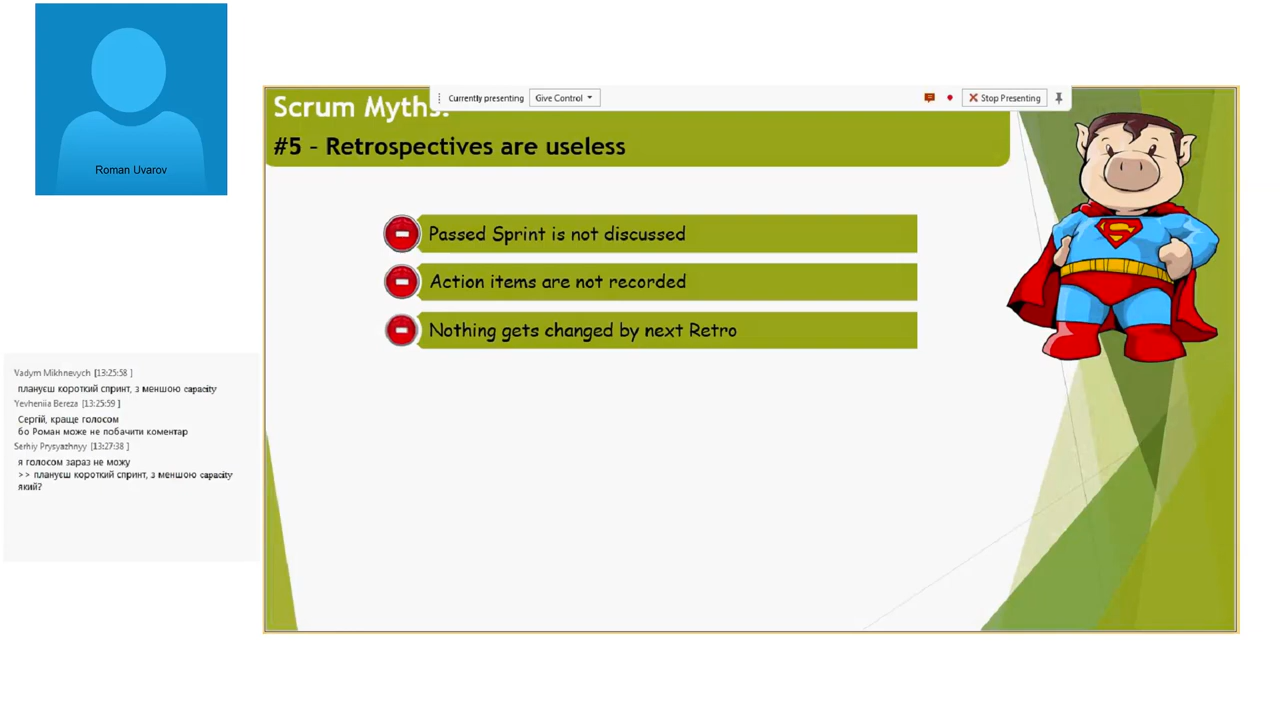 Roman Uvarov
Vadym Mikhnevych [13:25:58]
плануєш короткий спринт, з меншою capacity
Yevheniia Bereza [13:25:59]
Сергій, краще голосом
бо Роман може не побачити коментар
Serhiy Prysyazhnyy [13:27:38]
я голосом зараз не можу
>> плануєш короткий спринт, з меншою capacity
який?
Currently presenting Give Control Stop Presenting
Scrum Myths:
#5 - Retrospectives are useless
Passed Sprint is not discussed
Action items are not recorded
Nothing gets changed by next Retro